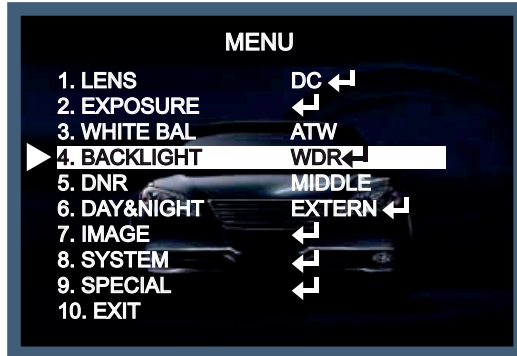 MENU
1. LENS DC ↵
2. EXPOSURE ↵
3. WHITE BAL ATW
4. BACKLIGHT WDR↵
5. DNR MIDDLE
6. DAY&NIGHT EXTERN ↵
7. IMAGE ↵
8. SYSTEM ↵
9. SPECIAL ↵
10. EXIT